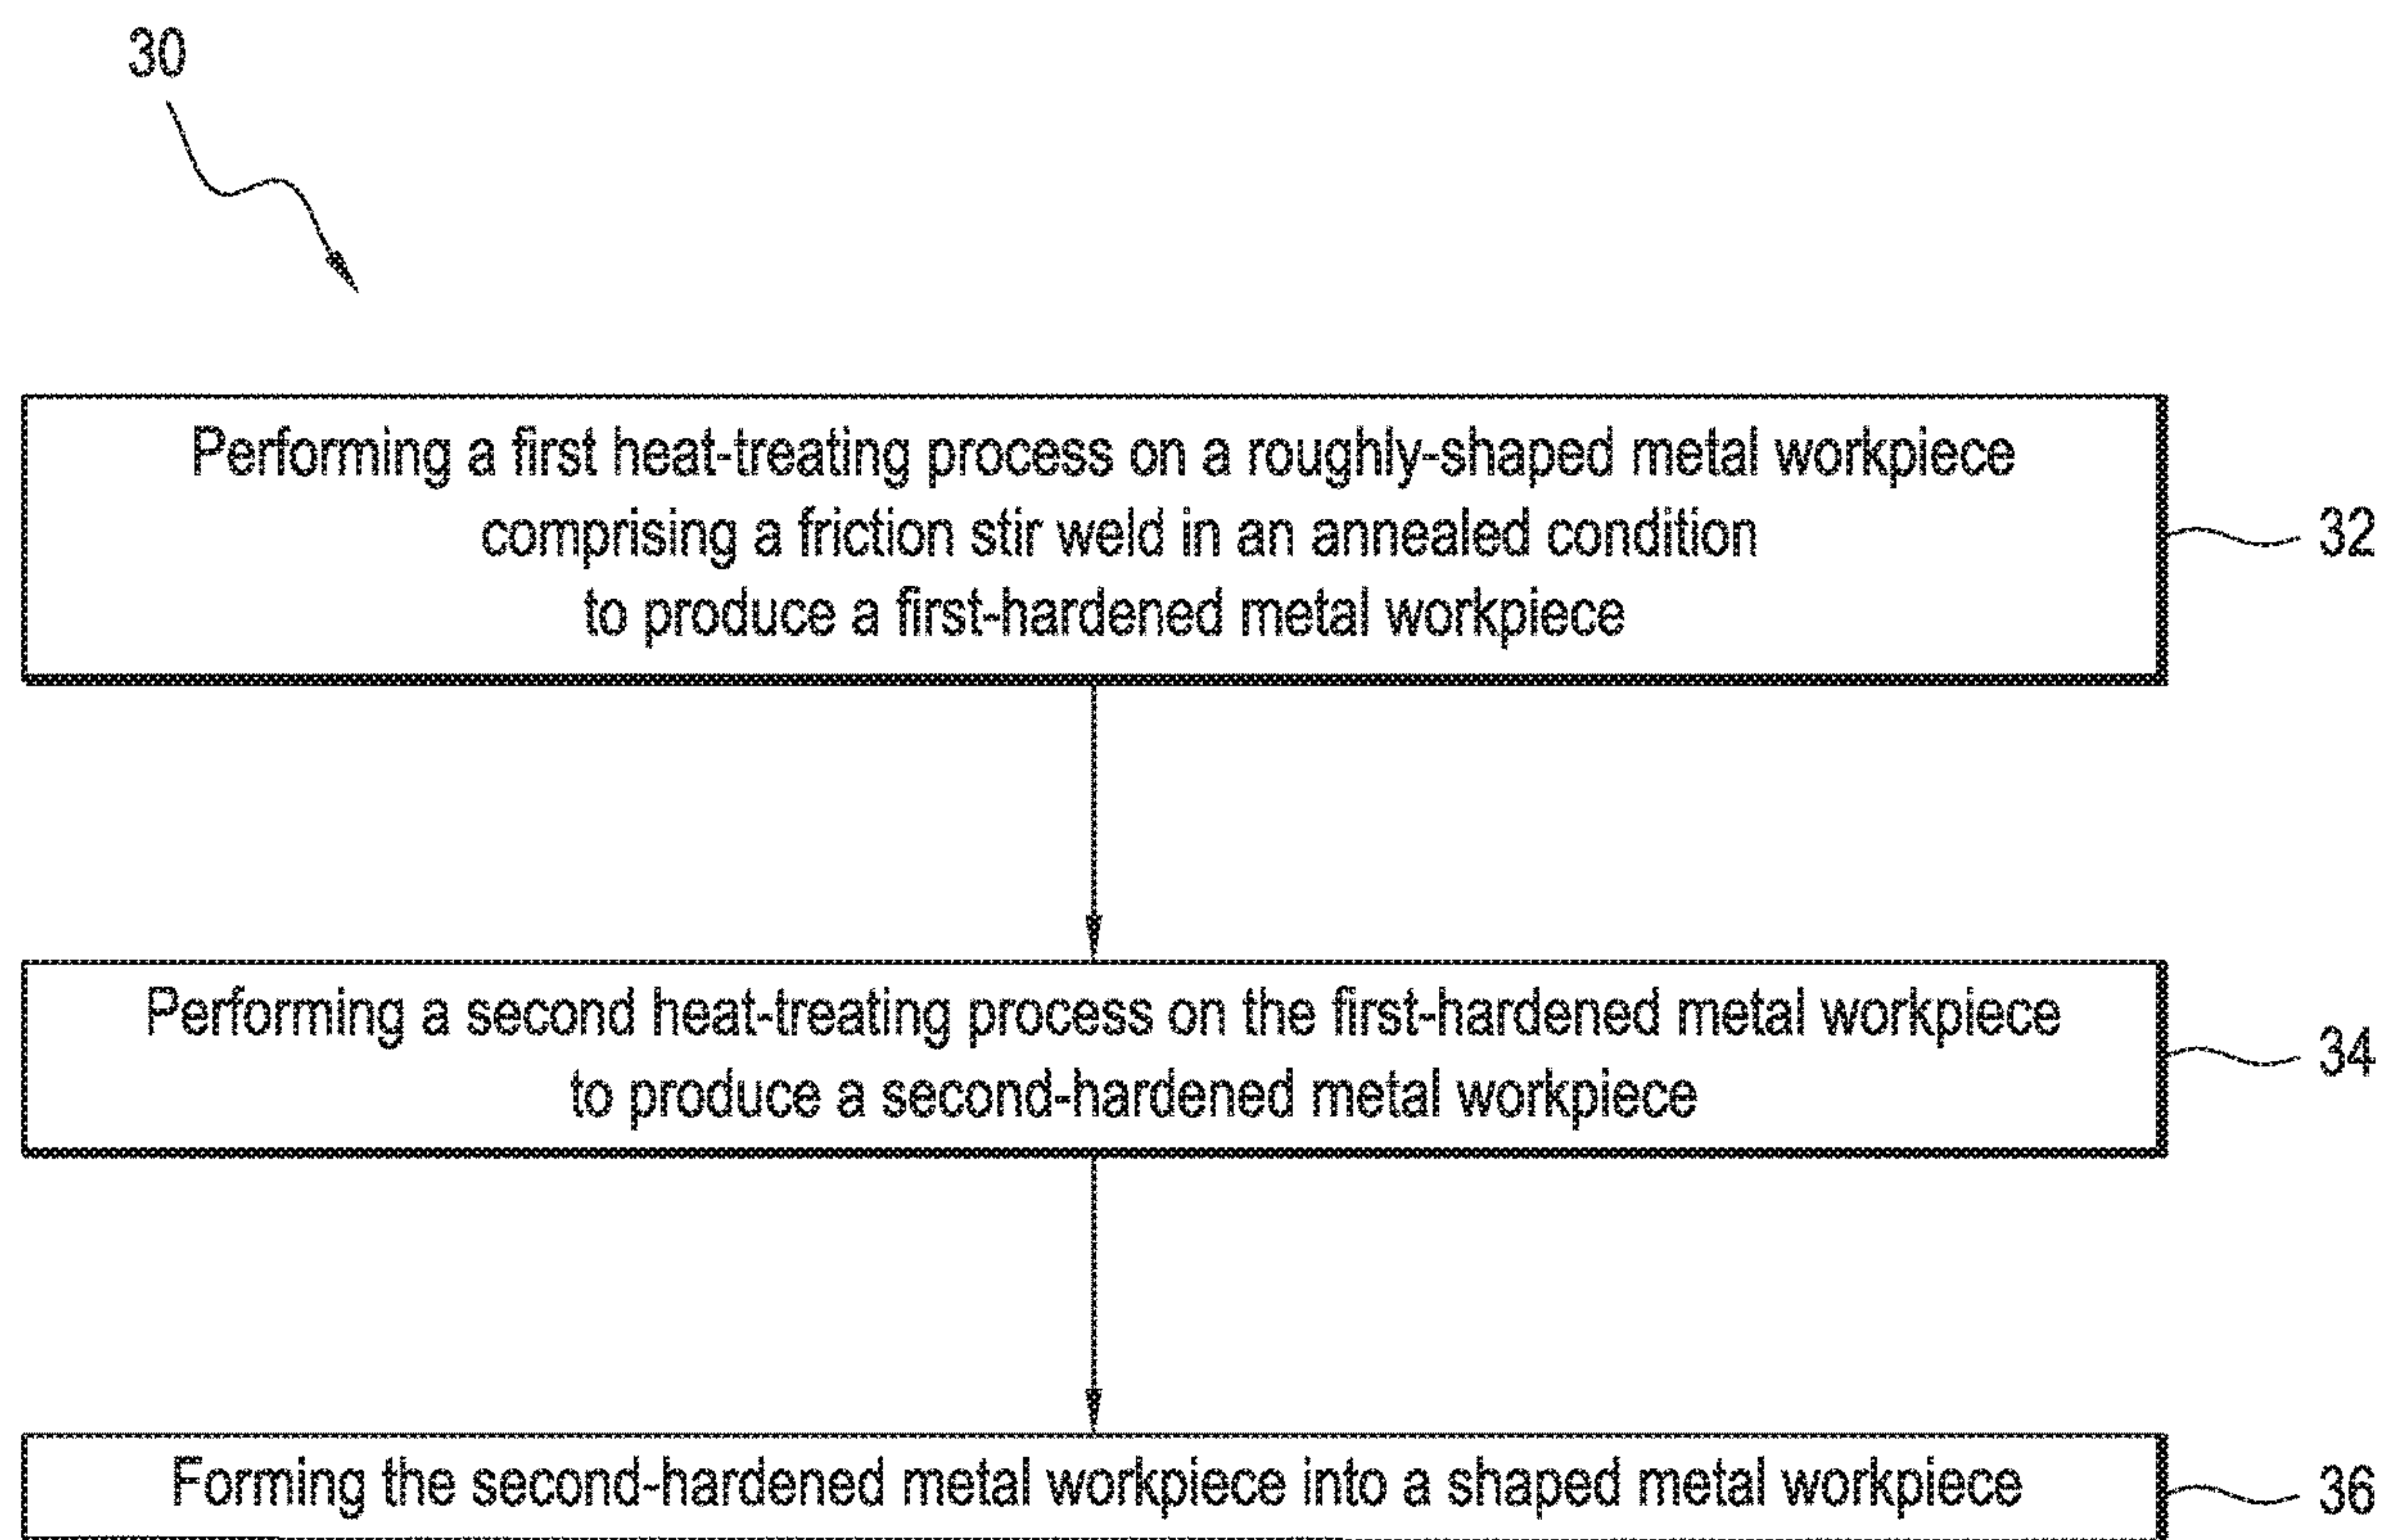 30
Performing a first heat-treating process on a roughly-shaped metal workpiece
comprising a friction stir weld in an annealed condition
to produce a first-hardened metal workpiece
32
Performing a second heat-treating process on the first-hardened metal workpiece
to produce a second-hardened metal workpiece
34
Forming the second-hardened metal workpiece into a shaped metal workpiece
36